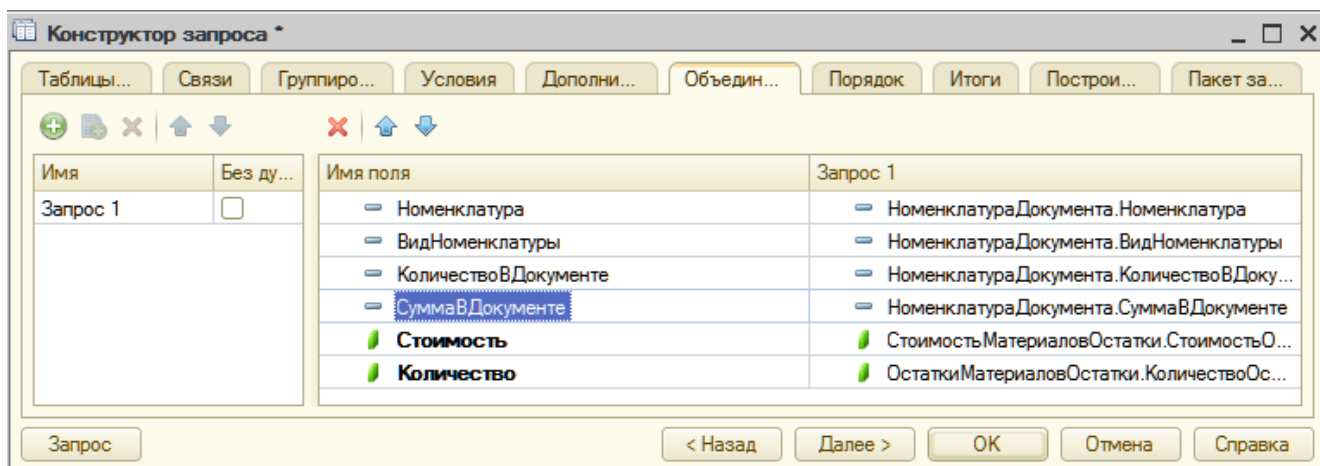 Конструктор запроса *
Таблицы... Связи Группиро... Условия Дополни... Объедин... Порядок Итоги Построи... Пакет за...
Имя Без ду... Имя поля Запрос 1
Запрос 1 Номенклатура НоменклатураДокумента.Номенклатура
ВидНоменклатуры НоменклатураДокумента.ВидНоменклатуры
КоличествоВДокументе НоменклатураДокумента.КоличествоВДоку...
СуммаВДокументе НоменклатураДокумента.СуммаВДокументе
Стоимость СтоимостьМатериаловОстатки.СтоимостьО...
Количество ОстаткиМатериаловОстатки.КоличествоОс...
Запрос < Назад Далее > OK Отмена Справка